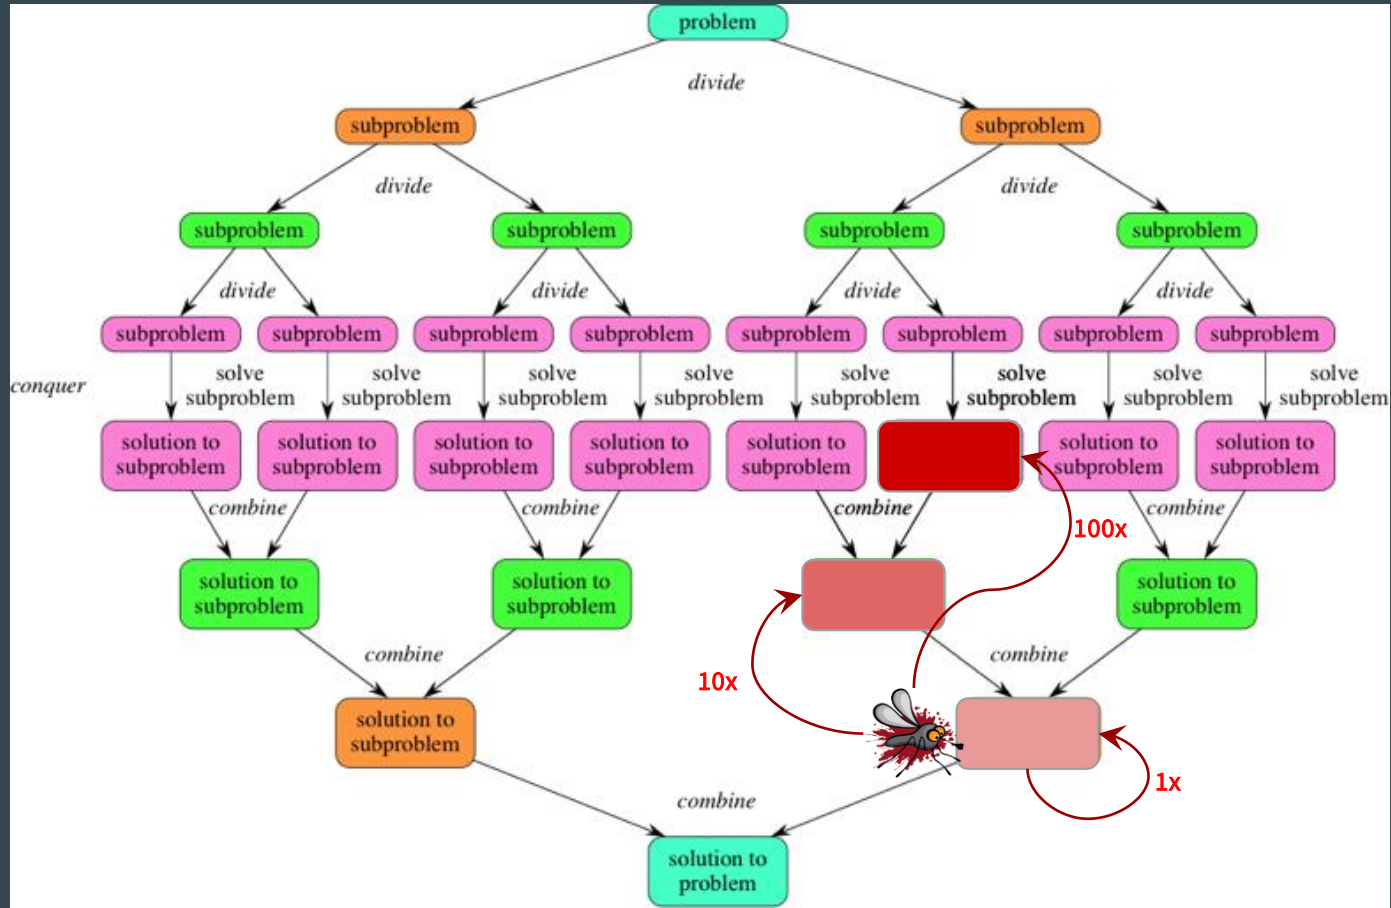 problem
divide
subproblem
subproblem
divide
divide
subproblem
subproblem
subproblem
subproblem
divide
divide
divide
divide
subproblem
subproblem
subproblem
subproblem
subproblem
subproblem
subproblem
subproblem
conquer
solve
subproblem
solve
subproblem
solve
subproblem
solve
subproblem
solve
subproblem
solve
subproblem
solve
subproblem
solve
subproblem
solution to
subproblem
solution to
subproblem
solution to
subproblem
solution to
subproblem
solution to
subproblem
solution to
subproblem
solution to
subproblem
combine
combine
combine
combine
100x
solution to
subproblem
solution to
subproblem
solution to
subproblem
combine
combine
10x
solution to
subproblem
1x
combine
solution to
problem